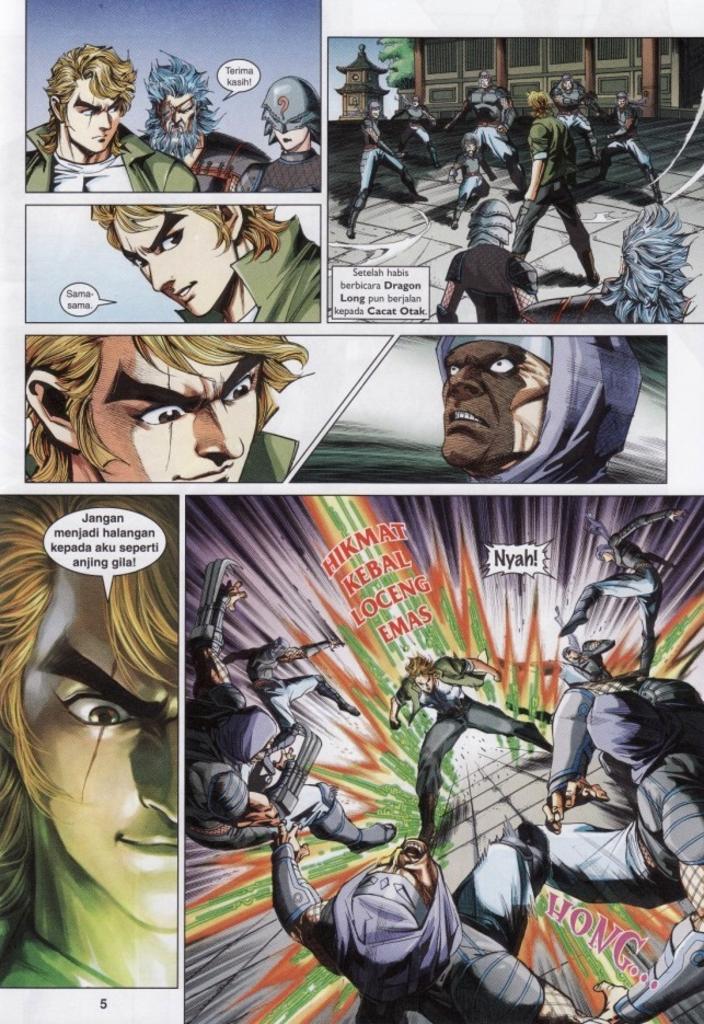 Terima
kasih!
Sama-
sama.
Setelah habis
berbicara Dragon
Long pun berjalan
kepada Cacat Otak.
Jangan
menjadi halangan
kepada aku seperti
anjing gila!
HIKMAT
KEBAL
LOCENG
EMAS
Nyah!
HONG...
5